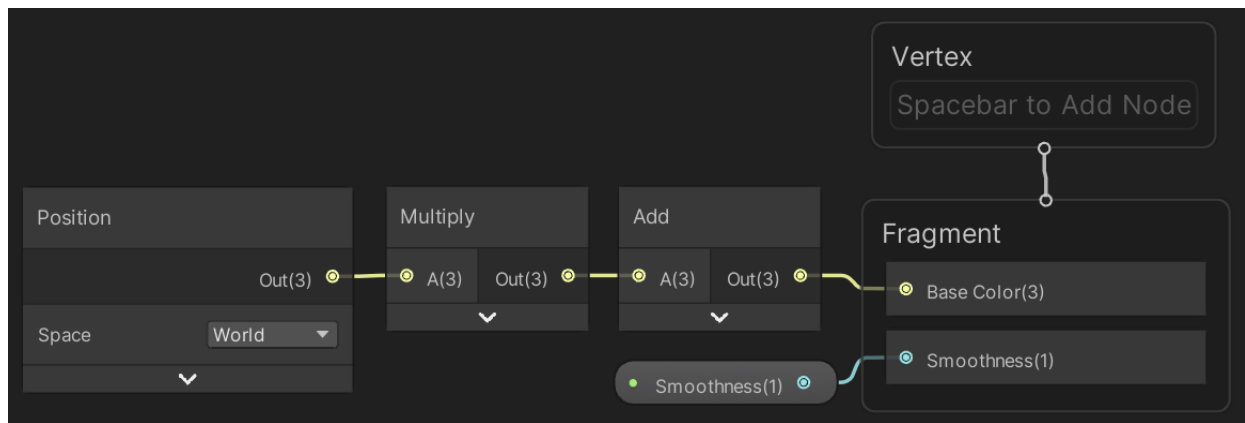 Vertex
Spacebar to Add Node
Position
Multiply
Add
Fragment
Out(3)
A(3)
Out(3)
A(3)
Out(3)
Base Color(3)
Space
World
Smoothness(1)
Smoothness(1)